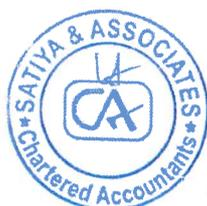 SATIYA & ASSOCIATES
CA
★ Chartered Accountants ★